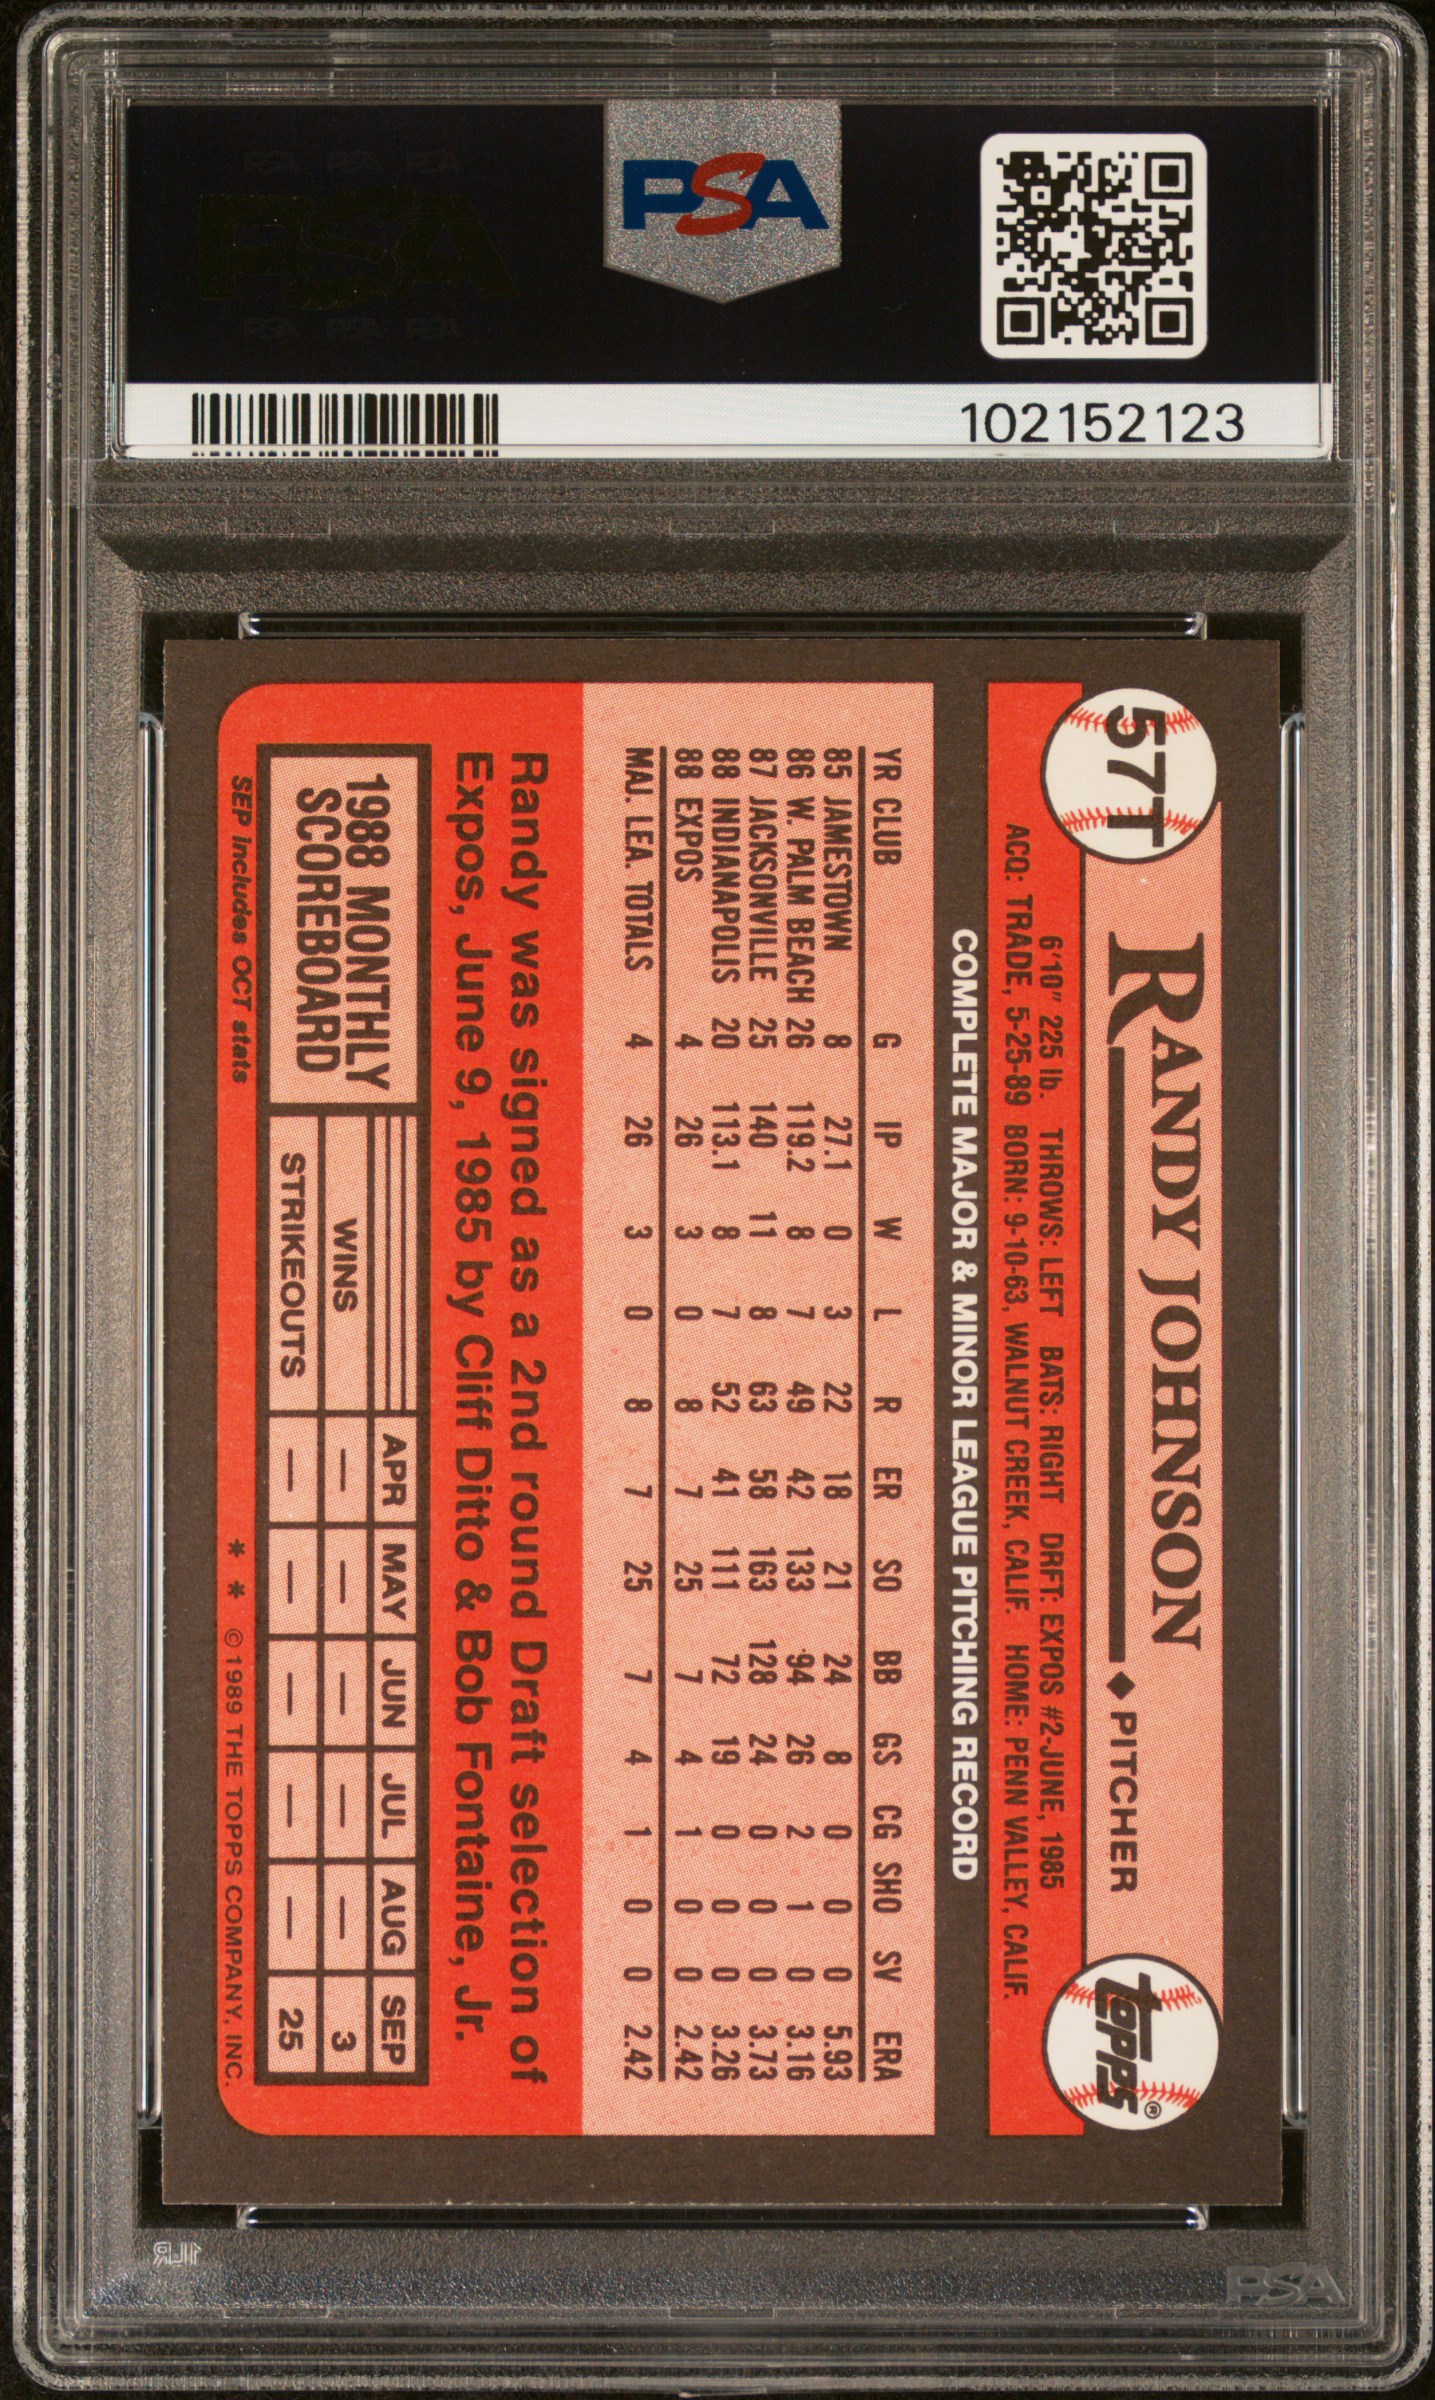 PSA PSA PSA
PSA
PSA PSA PSA
PSA
102152123
57T
RANDY JOHNSON ◆ PITCHER
topps®
6'10" 225 lb. THROWS: LEFT BATS: RIGHT DRFT: EXPOS #2-JUNE, 1985
ACQ: TRADE, 5-25-89 BORN: 9-10-63, WALNUT CREEK, CALIF. HOME: PENN VALLEY, CALIF.
COMPLETE MAJOR & MINOR LEAGUE PITCHING RECORD
YR CLUB G IP W L R ER SO BB GS CG SHO SV ERA
85 JAMESTOWN 8 27.1 0 3 22 18 21 24 8 0 0 0 5.93
86 W. PALM BEACH 26 119.2 8 7 49 42 133 94 26 2 1 0 3.16
87 JACKSONVILLE 25 140 11 8 63 58 163 128 24 0 0 0 3.73
88 INDIANAPOLIS 20 113.1 8 7 52 41 111 72 19 0 0 0 3.26
88 EXPOS 4 26 3 0 8 7 25 7 4 1 0 0 2.42
MAJ. LEA. TOTALS 4 26 3 0 8 7 25 7 4 1 0 0 2.42
Randy was signed as a 2nd round Draft selection of
Expos, June 9, 1985 by Cliff Ditto & Bob Fontaine, Jr.
1988 MONTHLY
SCOREBOARD
APR MAY JUN JUL AUG SEP
WINS — — — — — 3
STRIKEOUTS — — — — — 25
SEP includes OCT stats
* * © 1989 THE TOPPS COMPANY, INC.
1LR
PSA